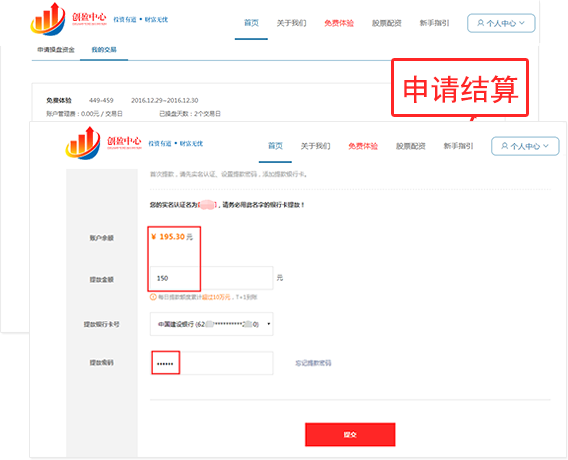 创盈中心 投资有道 • 财富无忧 首页 关于我们 免费体验 股票配资 新手指引 个人中心
申请操盘资金 我的交易
申请结算
免费体验 449-459 2016.12.29~2016.12.30
账户管理费：0.00元 / 交易日 已操盘天数：2个交易日
创盈中心 投资有道 • 财富无忧 首页 关于我们 免费体验 股票配资 新手指引 个人中心
首次提款，请先实名认证、设置提款密码，添加提款银行卡。
您的实名认证名为[ ]，请务必用此名字的银行卡提款！
账户余额 ¥ 195.30 元
提款金额 150 元
每日提款额度累计超过10万元，T+1到账
提款银行卡号 中国建设银行 (62 **********2 0)
提款密码 •••••• 忘记提款密码
提交